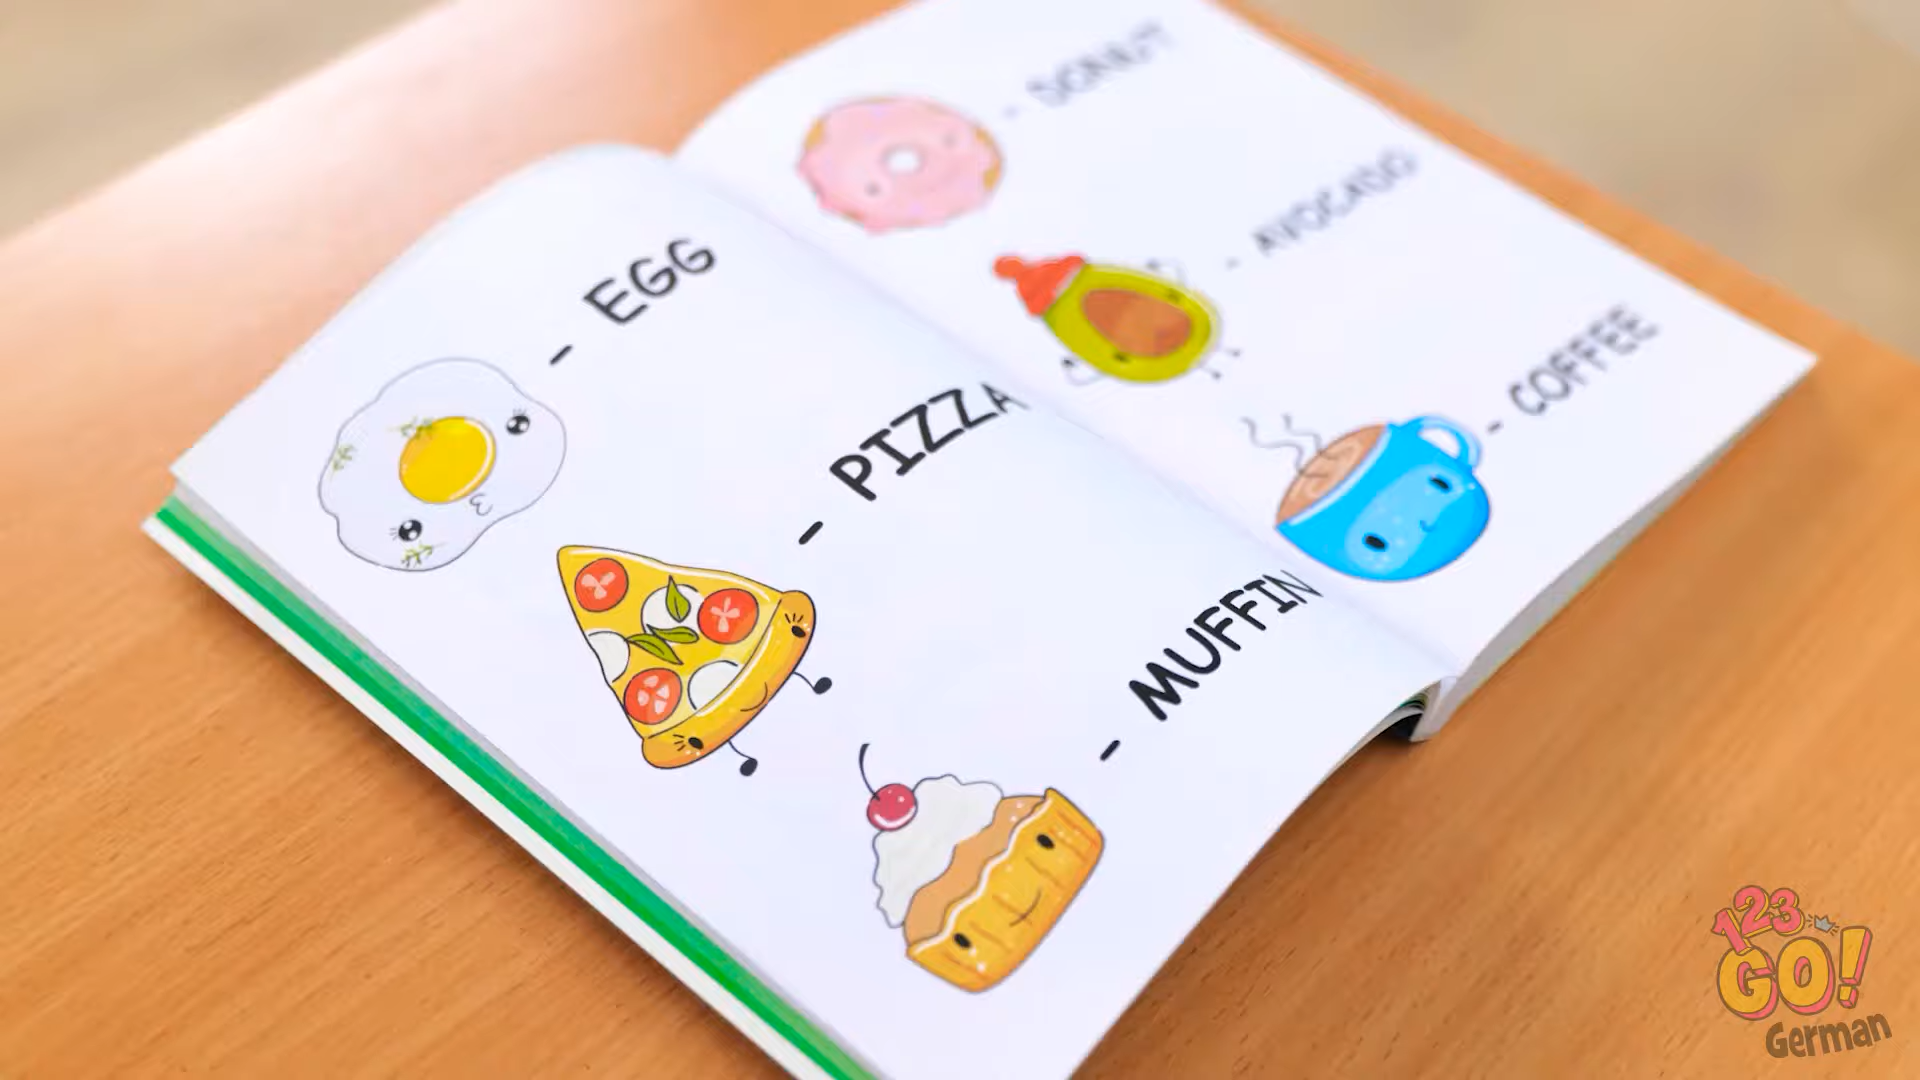 - EGG
- PIZZA
- MUFFIN
- DONUT
- AVOCADO
- COFFEE
123
GO!
German